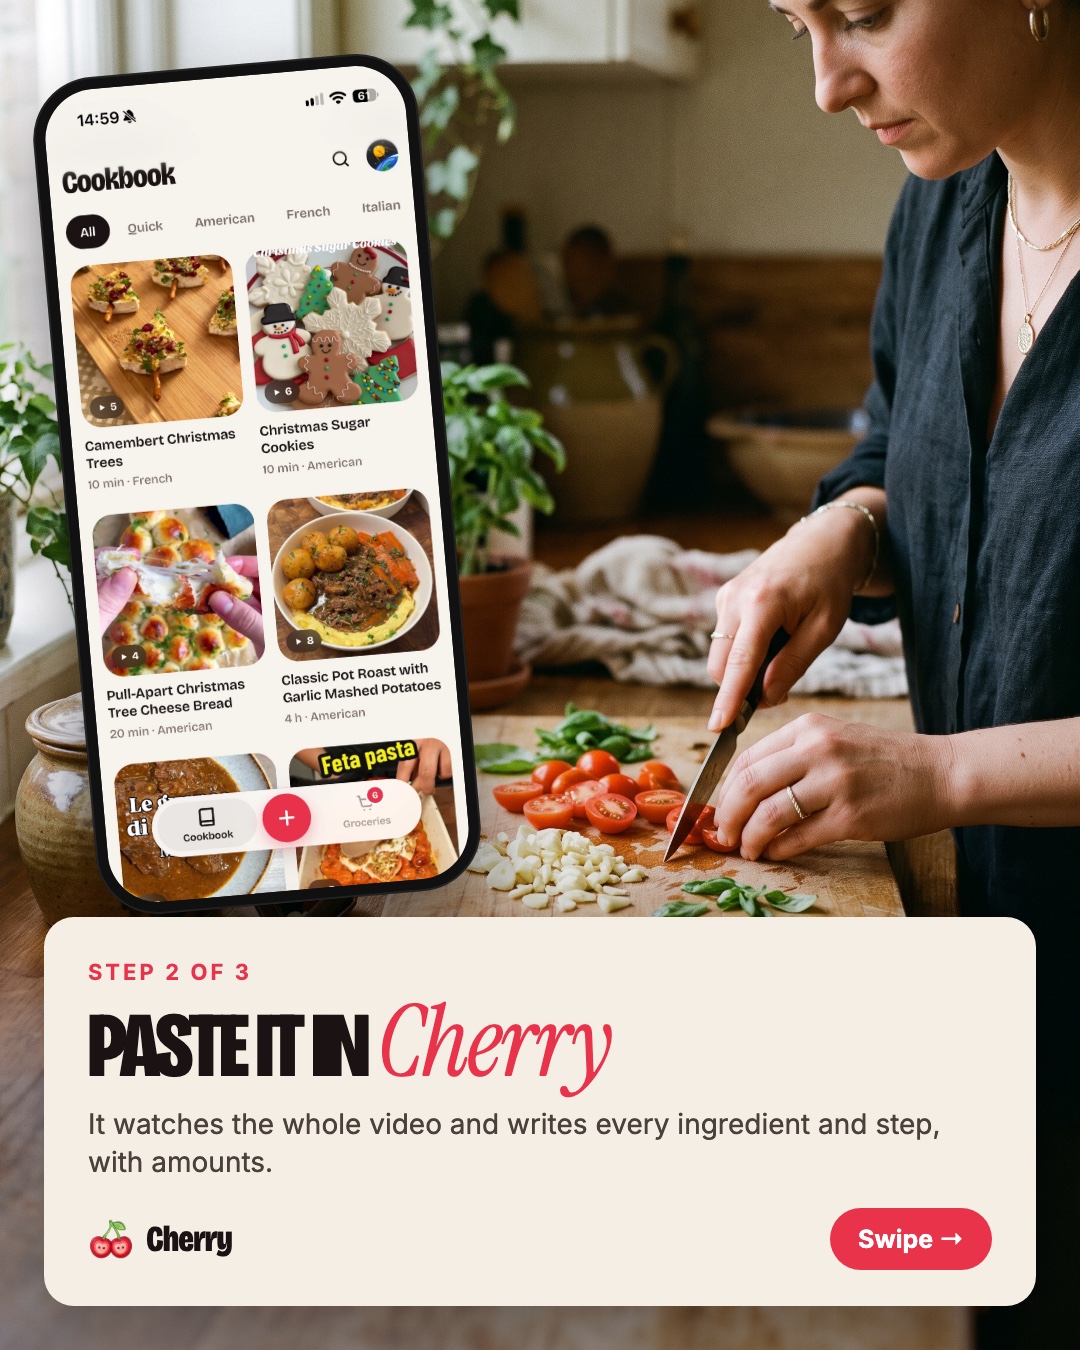 14:59
61
Cookbook
All
Quick
American
French
Italian
Christmas Sugar Cookies
5
6
Camembert Christmas
Trees
10 min · French
Christmas Sugar
Cookies
10 min · American
4
8
Pull-Apart Christmas
Tree Cheese Bread
20 min · American
Classic Pot Roast with
Garlic Mashed Potatoes
4 h · American
Le
di
Feta pasta
Cookbook
+
6
Groceries
STEP 2 OF 3
PASTE IT IN Cherry
It watches the whole video and writes every ingredient and step,
with amounts.
Cherry
Swipe →